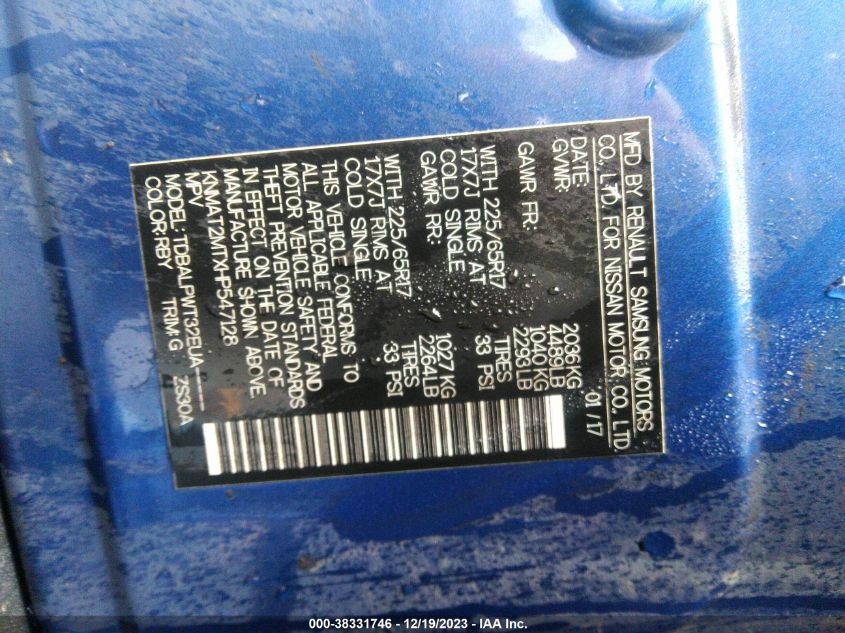 MFD BY RENAULT SAMSUNG MOTORS
CO., LTD. FOR NISSAN MOTOR CO., LTD.
DATE: 01/17
GVWR: 2036KG
4489LB
GAWR FR: 1040KG
2293LB
WITH 225/65R17 TIRES
17X7J RIMS AT 33 PSI
COLD SINGLE
GAWR RR: 1027KG
2264LB
WITH 225/65R17 TIRES
17X7J RIMS AT 33 PSI
COLD SINGLE
THIS VEHICLE CONFORMS TO
ALL APPLICABLE FEDERAL
MOTOR VEHICLE SAFETY AND
THEFT PREVENTION STANDARDS
IN EFFECT ON THE DATE OF
MANUFACTURE SHOWN ABOVE
KNMAT2MTXHP547128
MPV
MODEL: TDBALPWT32EUA-----
COLOR: RBY TRIM: G ZS30A
000-38331746 - 12/19/2023 - IAA Inc.